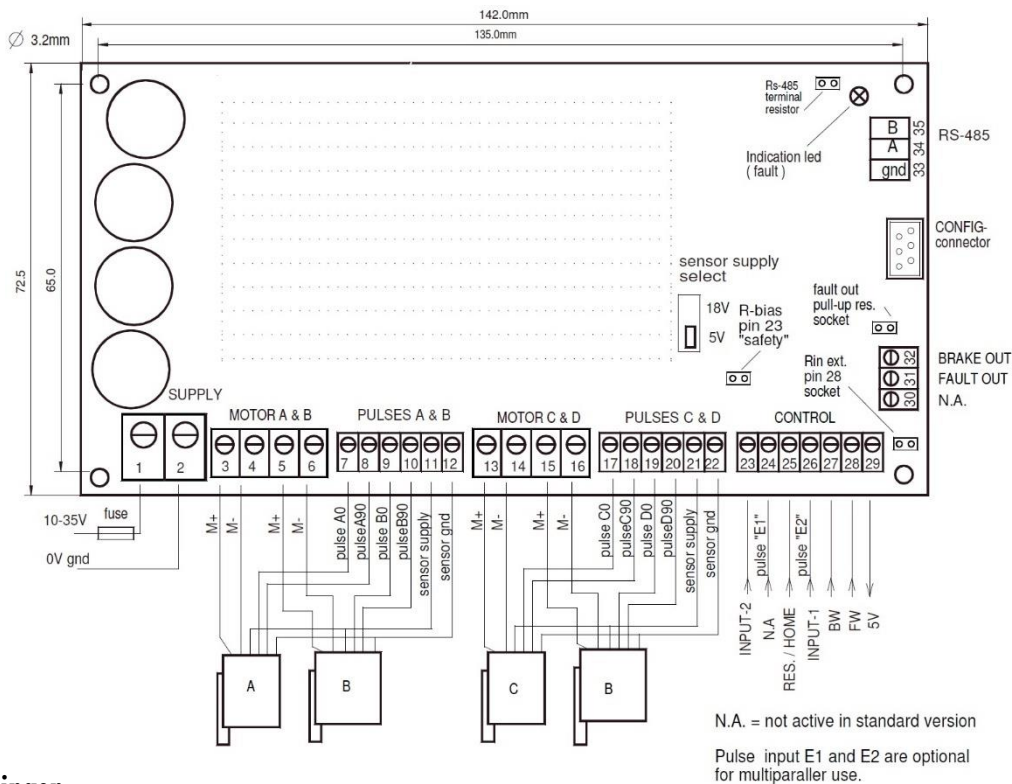 142.0mm
135.0mm
Ø 3.2mm
72.5
65.0
Rs-485
terminal
resistor
Indication led
( fault )
B 35
A 34
gnd 33
RS-485
CONFIG-
connector
sensor supply
select
18V
5V
R-bias
pin 23
"safety"
fault out
pull-up res.
socket
Rin ext.
pin 28
socket
32 BRAKE OUT
31 FAULT OUT
30 N.A.
SUPPLY
MOTOR A & B
PULSES A & B
MOTOR C & D
PULSES C & D
CONTROL
1 2
3 4 5 6
7 8 9 10 11 12
13 14 15 16
17 18 19 20 21 22
23 24 25 26 27 28 29
10-35V
fuse
0V gnd
M+
M-
M+
M-
pulse A0
pulseA90
pulse B0
pulseB90
sensor supply
sensor gnd
M+
M-
M+
M-
pulse C0
pulseC90
pulse D0
pulseD90
sensor supply
sensor gnd
pulse "E1"
pulse "E2"
INPUT-2
N.A
RES. / HOME
INPUT-1
BW
FW
5V
A
B
C
B
N.A. = not active in standard version
Pulse input E1 and E2 are optional
for multiparaller use.